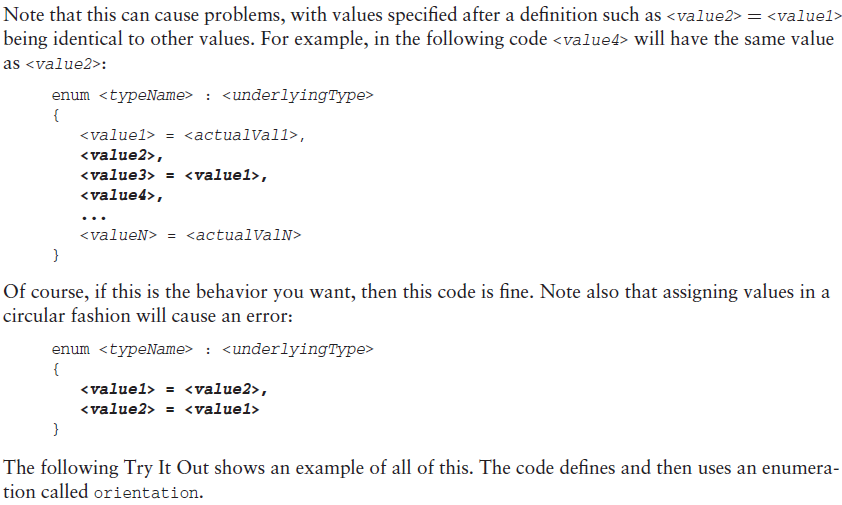 Note that this can cause problems, with values specified after a definition such as <value2> = <value1>
being identical to other values. For example, in the following code <value4> will have the same value
as <value2>:
enum <typeName> : <underlyingType>
{
<value1> = <actualVal1>,
<value2>,
<value3> = <value1>,
<value4>,
...
<valueN> = <actualValN>
}
Of course, if this is the behavior you want, then this code is fine. Note also that assigning values in a
circular fashion will cause an error:
enum <typeName> : <underlyingType>
{
<value1> = <value2>,
<value2> = <value1>
}
The following Try It Out shows an example of all of this. The code defines and then uses an enumera-
tion called orientation.